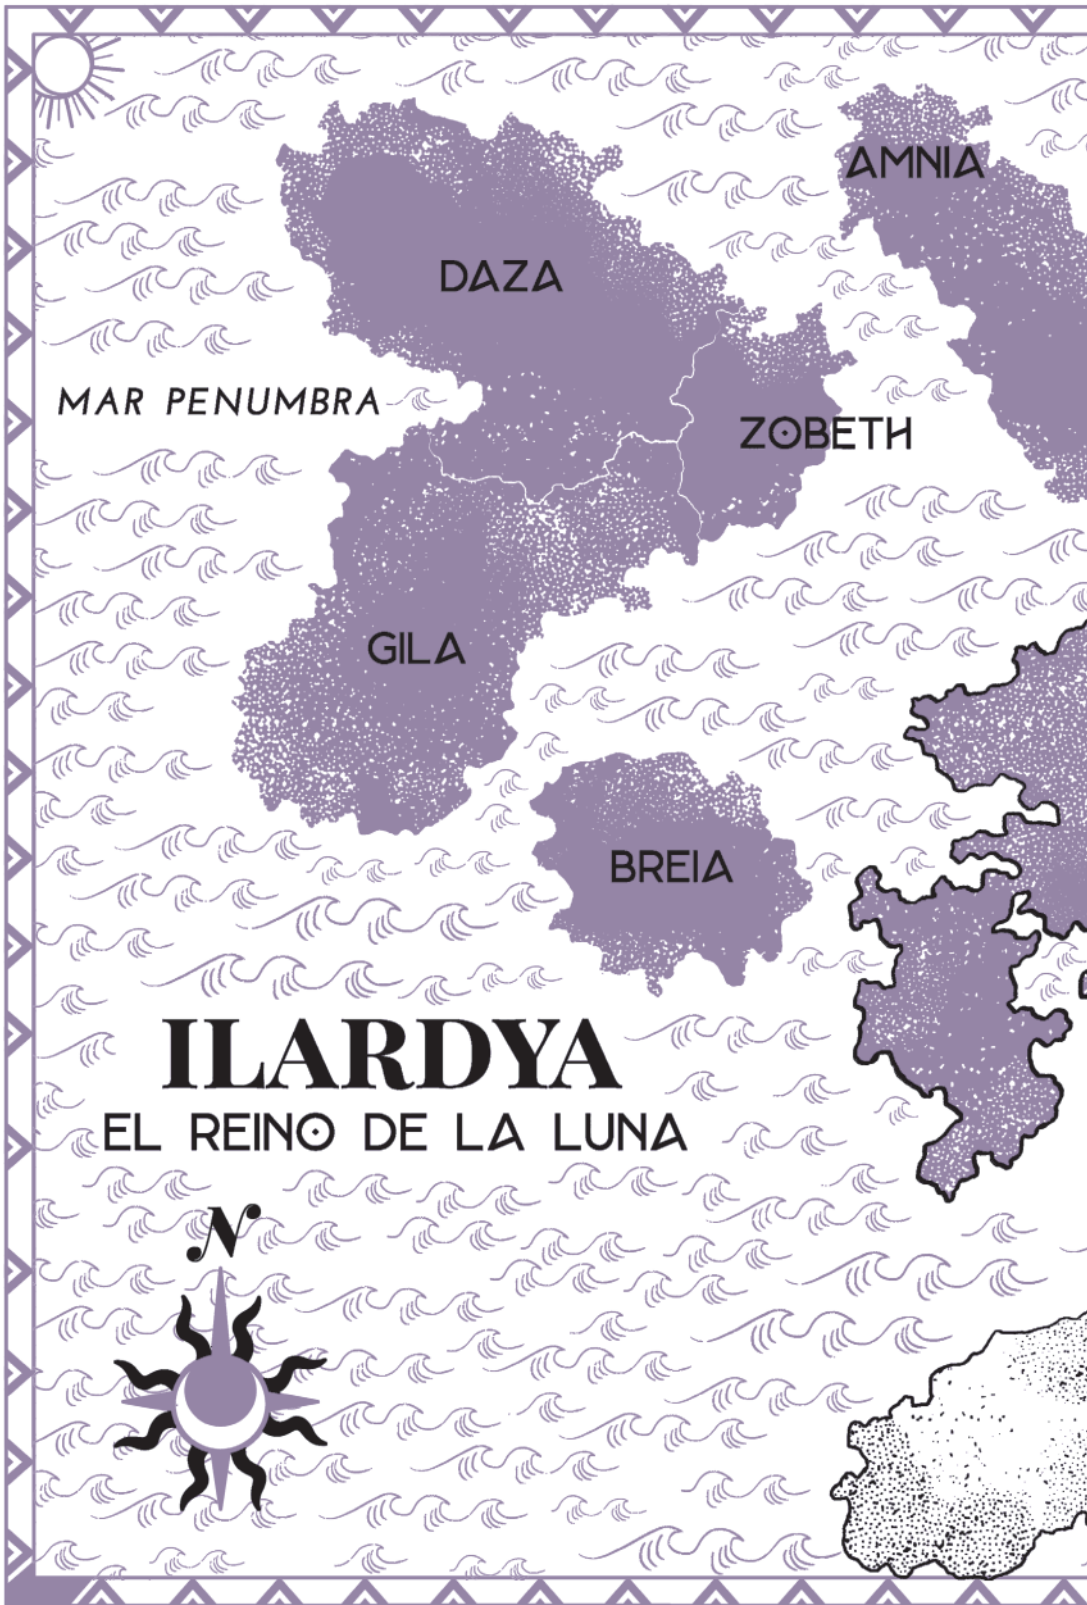 AMNIA
DAZA
MAR PENUMBRA
ZOBETH
GILA
BREIA
ILARDYA
EL REINO DE LA LUNA
N